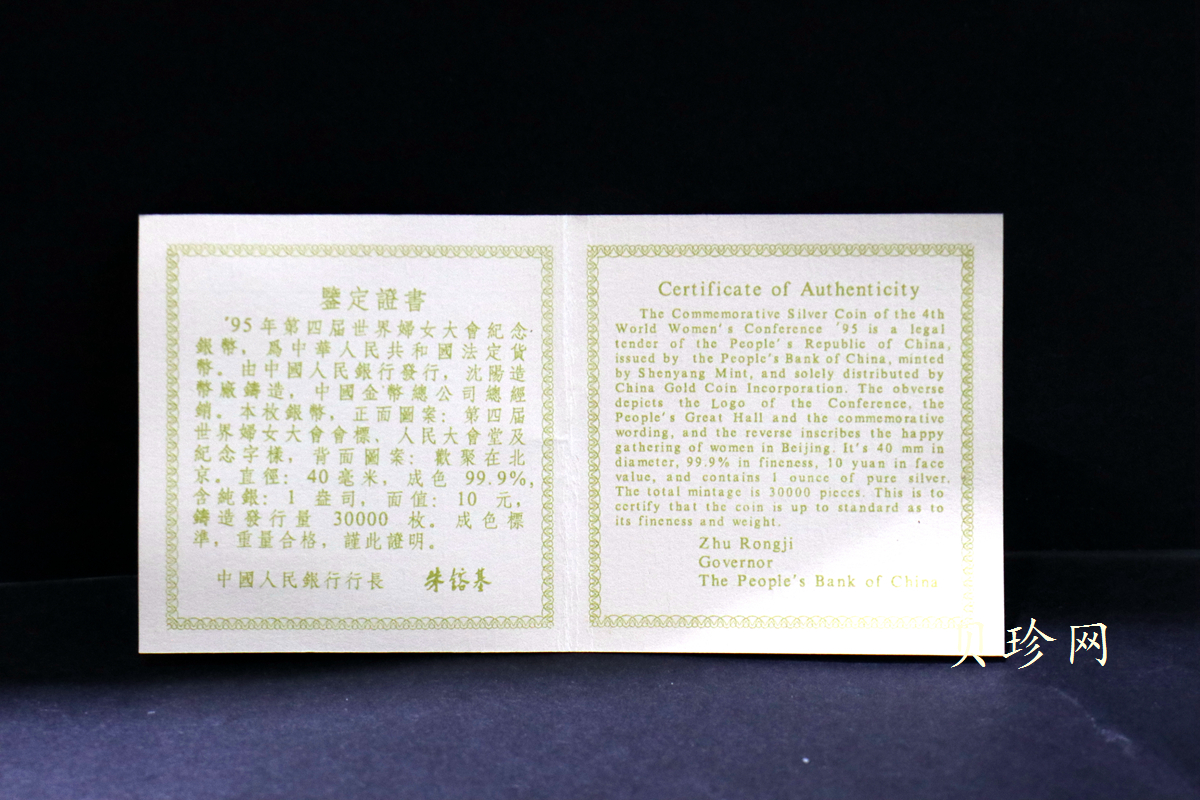 鑒定證書
'95年第四届世界婦女大會紀念
銀幣，爲中華人民共和國法定貨
幣。由中國人民銀行發行，沈陽造
幣廠鑄造，中國金幣總公司總經
銷。本枚銀幣，正面圖案：第四届
世界婦女大會會標、人民大會堂及
紀念字樣，背面圖案：歡聚在北
京。直徑：40毫米，成色 99.9%，
含純銀：1 盎司，面值：10 元，
鑄造發行量 30000 枚。成色標
準，重量合格，謹此證明。
中國人民銀行行長 朱鎔基
Certificate of Authenticity
The Commemorative Silver Coin of the 4th
World Women's Conference '95 is a legal
tender of the People's Republic of China,
issued by the People's Bank of China, minted
by Shenyang Mint, and solely distributed by
China Gold Coin Incorporation. The obverse
depicts the Logo of the Conference, the
People's Great Hall and the commemorative
wording, and the reverse inscribes the happy
gathering of women in Beijing. It's 40 mm in
diameter, 99.9% in fineness, 10 yuan in face
value, and contains 1 ounce of pure silver.
The total mintage is 30000 pieces. This is to
certify that the coin is up to standard as to
its fineness and weight.
Zhu Rongji
Governor
The People's Bank of China
贝珍网